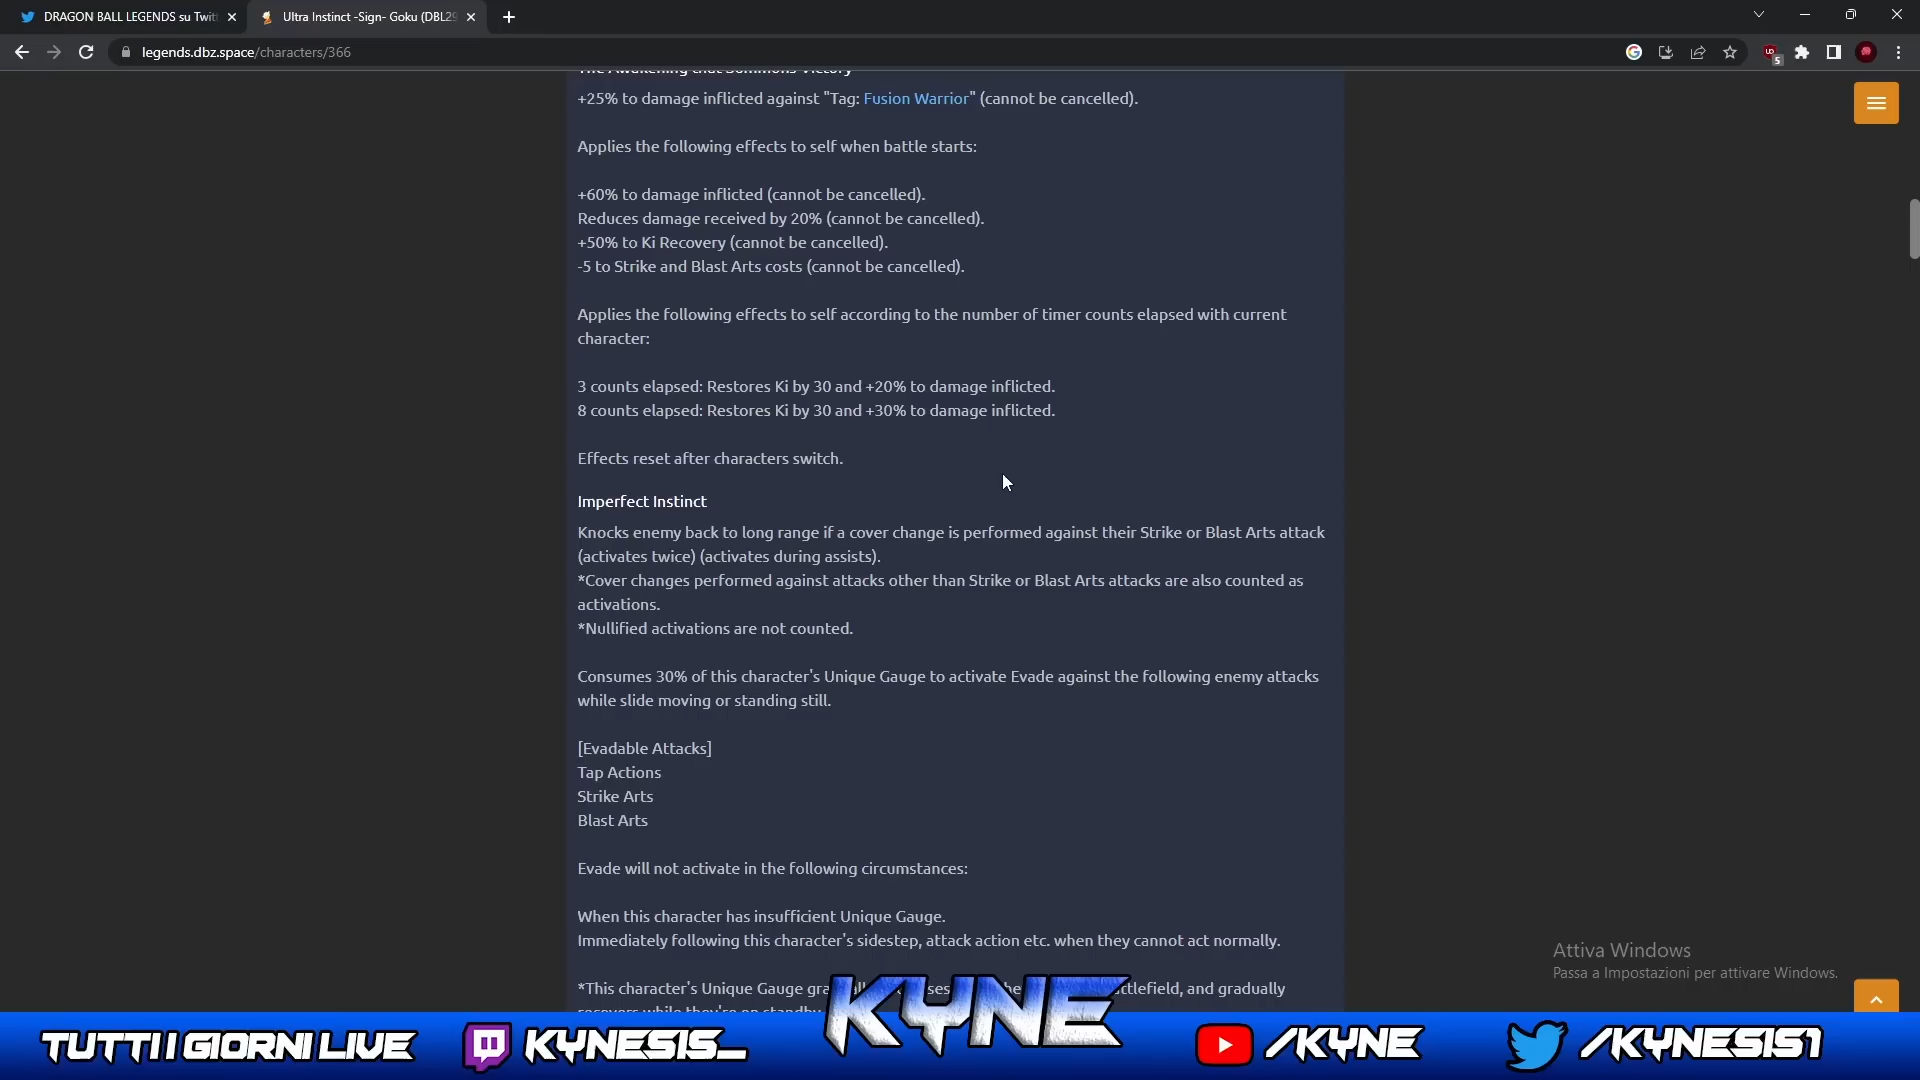 DRAGON BALL LEGENDS su Twit
Ultra Instinct -Sign- Goku (DBL29
legends.dbz.space/characters/366
5
The Awakening that Summons Victory
+25% to damage inflicted against "Tag: Fusion Warrior" (cannot be cancelled).
Applies the following effects to self when battle starts:
+60% to damage inflicted (cannot be cancelled).
Reduces damage received by 20% (cannot be cancelled).
+50% to Ki Recovery (cannot be cancelled).
-5 to Strike and Blast Arts costs (cannot be cancelled).
Applies the following effects to self according to the number of timer counts elapsed with current
character:
3 counts elapsed: Restores Ki by 30 and +20% to damage inflicted.
8 counts elapsed: Restores Ki by 30 and +30% to damage inflicted.
Effects reset after characters switch.
Imperfect Instinct
Knocks enemy back to long range if a cover change is performed against their Strike or Blast Arts attack
(activates twice) (activates during assists).
*Cover changes performed against attacks other than Strike or Blast Arts attacks are also counted as
activations.
*Nullified activations are not counted.
Consumes 30% of this character's Unique Gauge to activate Evade against the following enemy attacks
while slide moving or standing still.
[Evadable Attacks]
Tap Actions
Strike Arts
Blast Arts
Evade will not activate in the following circumstances:
When this character has insufficient Unique Gauge.
Immediately following this character's sidestep, attack action etc. when they cannot act normally.
*This character's Unique Gauge and gradually
Attiva Windows
Passa a Impostazioni per attivare Windows.
TUTTI I GIORNI LIVE
KYNESIS_
KYNE
/KYNE
/KYNESIS1